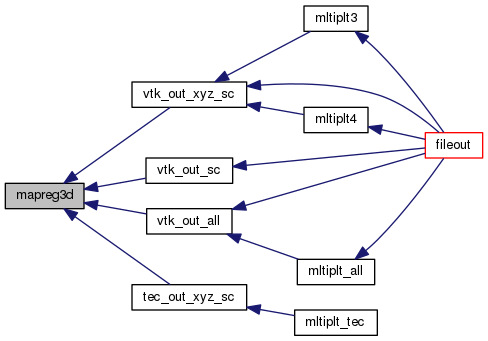 mltiplt3
vtk_out_xyz_sc
mltiplt4
fileout
vtk_out_sc
mapreg3d
vtk_out_all
mltiplt_all
tec_out_xyz_sc
mltiplt_tec